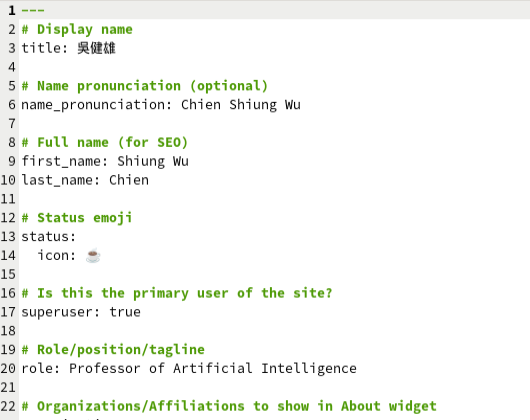 1 ---
2 # Display name
3 title: 吳健雄
4
5 # Name pronunciation (optional)
6 name_pronunciation: Chien Shiung Wu
7
8 # Full name (for SEO)
9 first_name: Shiung Wu
10 last_name: Chien
11
12 # Status emoji
13 status:
14   icon: ☕️
15
16 # Is this the primary user of the site?
17 superuser: true
18
19 # Role/position/tagline
20 role: Professor of Artificial Intelligence
21
22 # Organizations/Affiliations to show in About widget